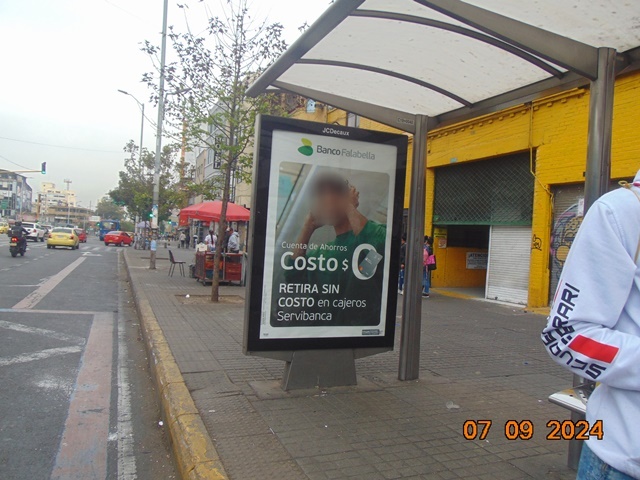 JCDecaux
Banco Falabella
Cuenta de Ahorros
Costo $0
RETIRA SIN
COSTO en cajeros
Servibanca
07 09 2024